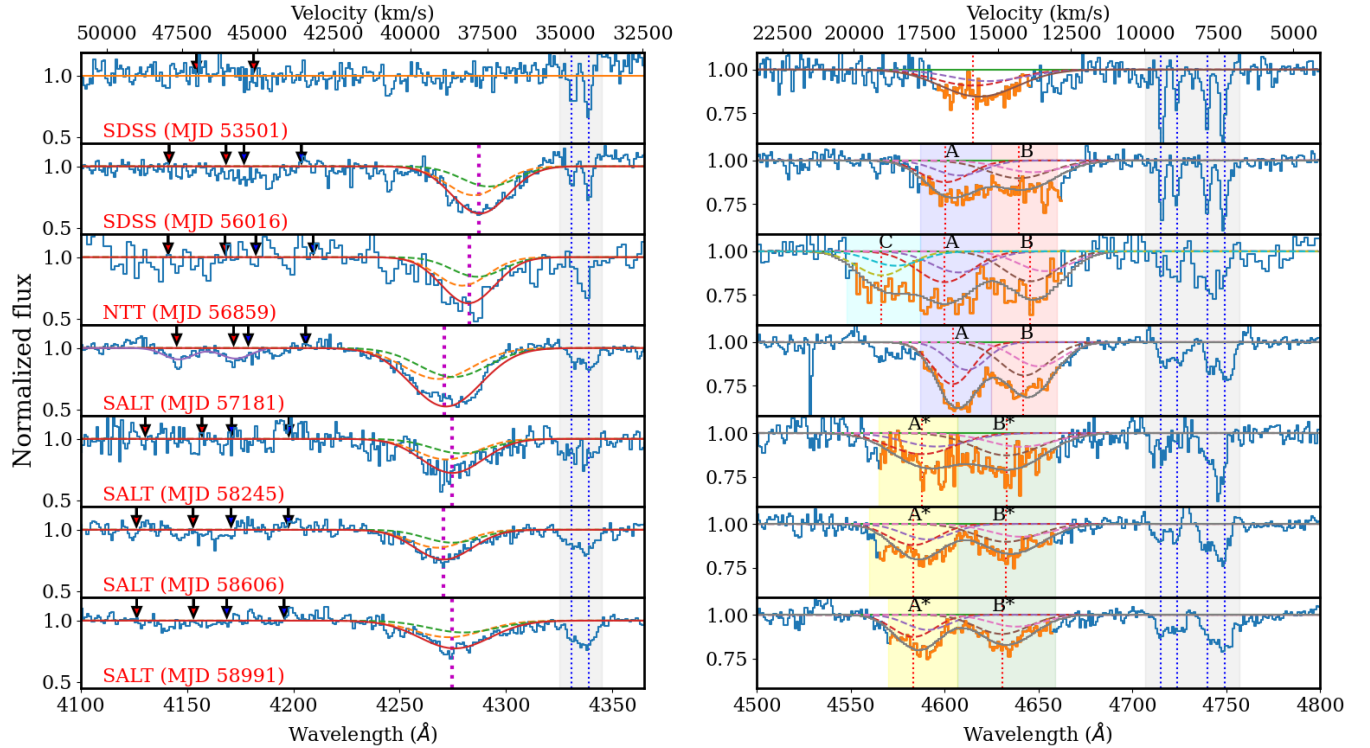 Velocity (km/s)
50000 47500 45000 42500 40000 37500 35000 32500
Velocity (km/s)
22500 20000 17500 15000 12500 10000 7500 5000
Normalized flux
1.0
0.5
SDSS (MJD 53501)
1.00
0.75
1.0
0.5
SDSS (MJD 56016)
1.00
0.75
A B
1.0
0.5
NTT (MJD 56859)
1.00
0.75
C A B
1.0
0.5
SALT (MJD 57181)
1.00
0.75
A B
1.0
0.5
SALT (MJD 58245)
1.00
0.75
A* B*
1.0
0.5
SALT (MJD 58606)
1.00
0.75
A* B*
1.0
0.5
SALT (MJD 58991)
1.00
0.75
A* B*
4100 4150 4200 4250 4300 4350
Wavelength (Å)
4500 4550 4600 4650 4700 4750 4800
Wavelength (Å)